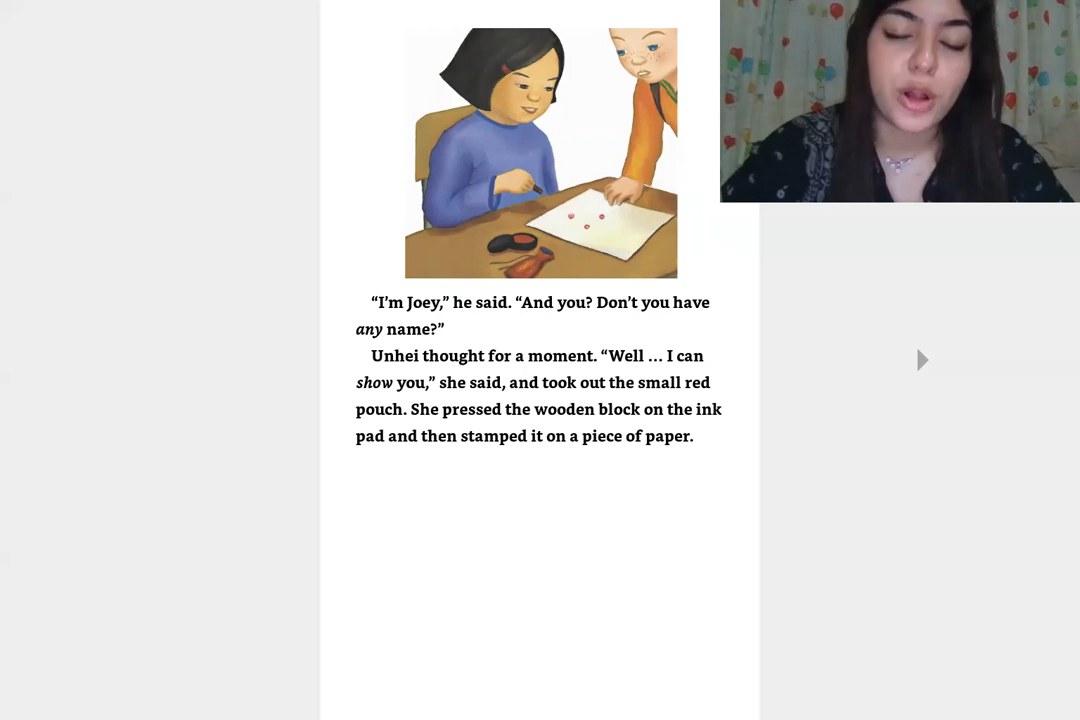 “I’m Joey,” he said. “And you? Don’t you have
any name?”
Unhei thought for a moment. “Well … I can
show you,” she said, and took out the small red
pouch. She pressed the wooden block on the ink
pad and then stamped it on a piece of paper.